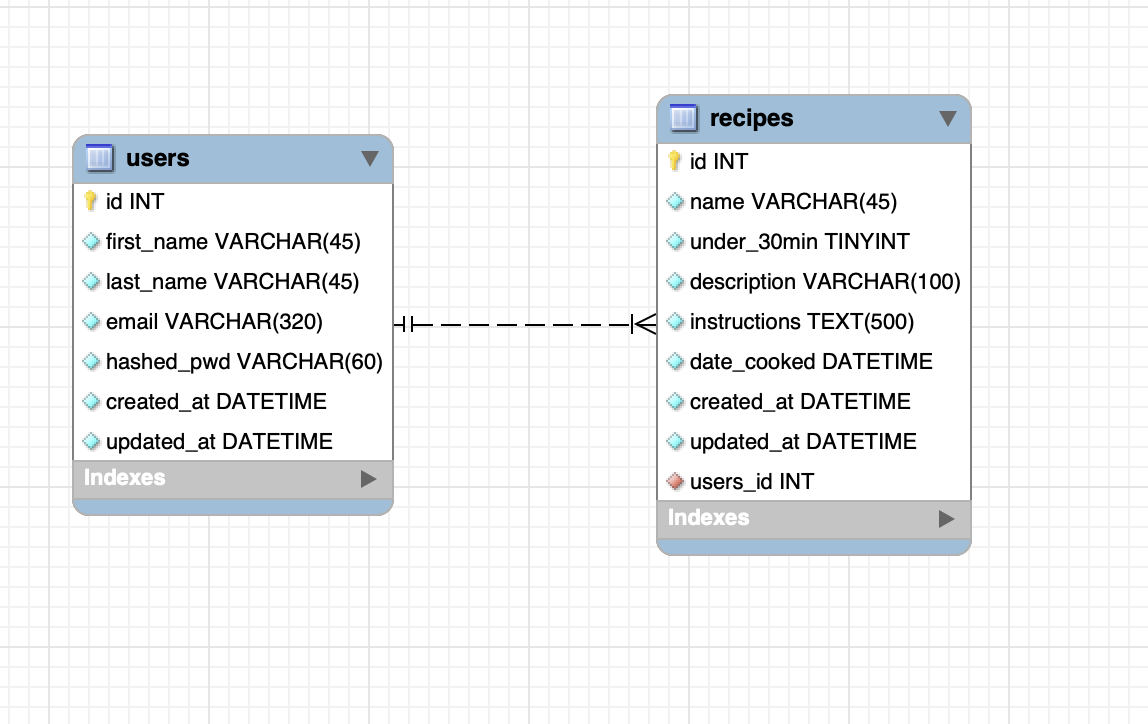 users
id INT
first_name VARCHAR(45)
last_name VARCHAR(45)
email VARCHAR(320)
hashed_pwd VARCHAR(60)
created_at DATETIME
updated_at DATETIME
Indexes
recipes
id INT
name VARCHAR(45)
under_30min TINYINT
description VARCHAR(100)
instructions TEXT(500)
date_cooked DATETIME
created_at DATETIME
updated_at DATETIME
users_id INT
Indexes